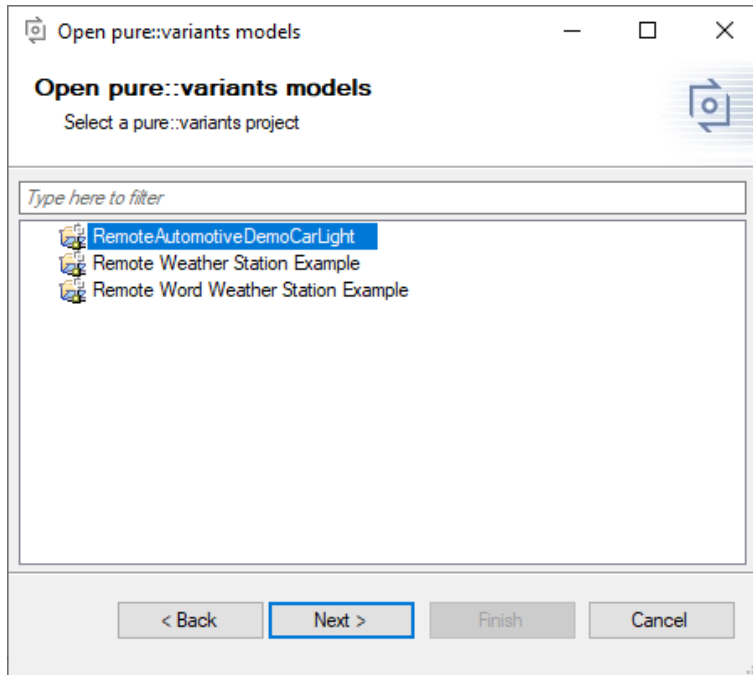 Open pure::variants models
Open pure::variants models
Select a pure::variants project
Type here to filter
RemoteAutomotiveDemoCarLight
Remote Weather Station Example
Remote Word Weather Station Example
< Back
Next >
Finish
Cancel